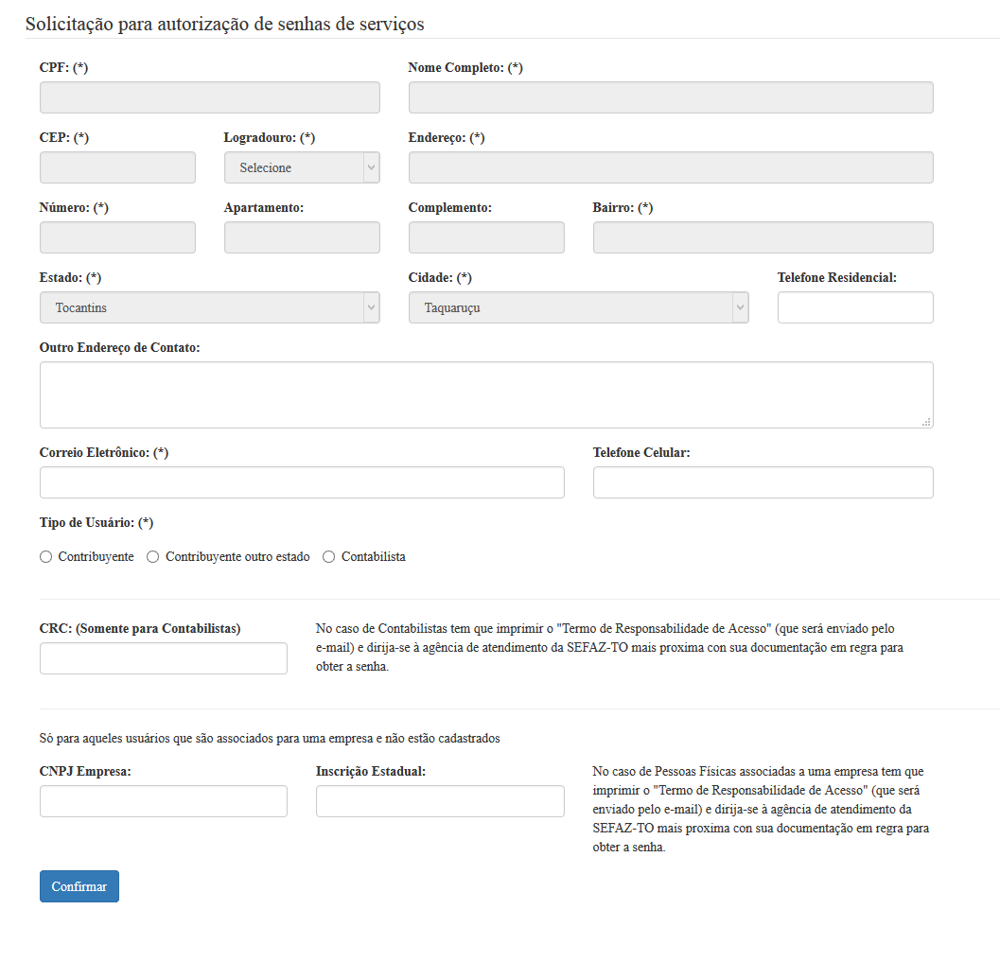 Solicitação para autorização de senhas de serviços
CPF: (*)
Nome Completo: (*)
CEP: (*)
Logradouro: (*)
Endereço: (*)
Selecione
Número: (*)
Apartamento:
Complemento:
Bairro: (*)
Estado: (*)
Cidade: (*)
Telefone Residencial:
Tocantins
Taquaruçu
Outro Endereço de Contato:
Correio Eletrônico: (*)
Telefone Celular:
Tipo de Usuário: (*)
Contribuyente
Contribuyente outro estado
Contabilista
CRC: (Somente para Contabilistas)
No caso de Contabilistas tem que imprimir o "Termo de Responsabilidade de Acesso" (que será enviado pelo
e-mail) e dirija-se à agência de atendimento da SEFAZ-TO mais proxima con sua documentação em regra para
obter a senha.
Só para aqueles usuários que são associados para uma empresa e não estão cadastrados
CNPJ Empresa:
Inscrição Estadual:
No caso de Pessoas Físicas associadas a uma empresa tem que
imprimir o "Termo de Responsabilidade de Acesso" (que será
enviado pelo e-mail) e dirija-se à agência de atendimento da
SEFAZ-TO mais proxima con sua documentação em regra para
obter a senha.
Confirmar